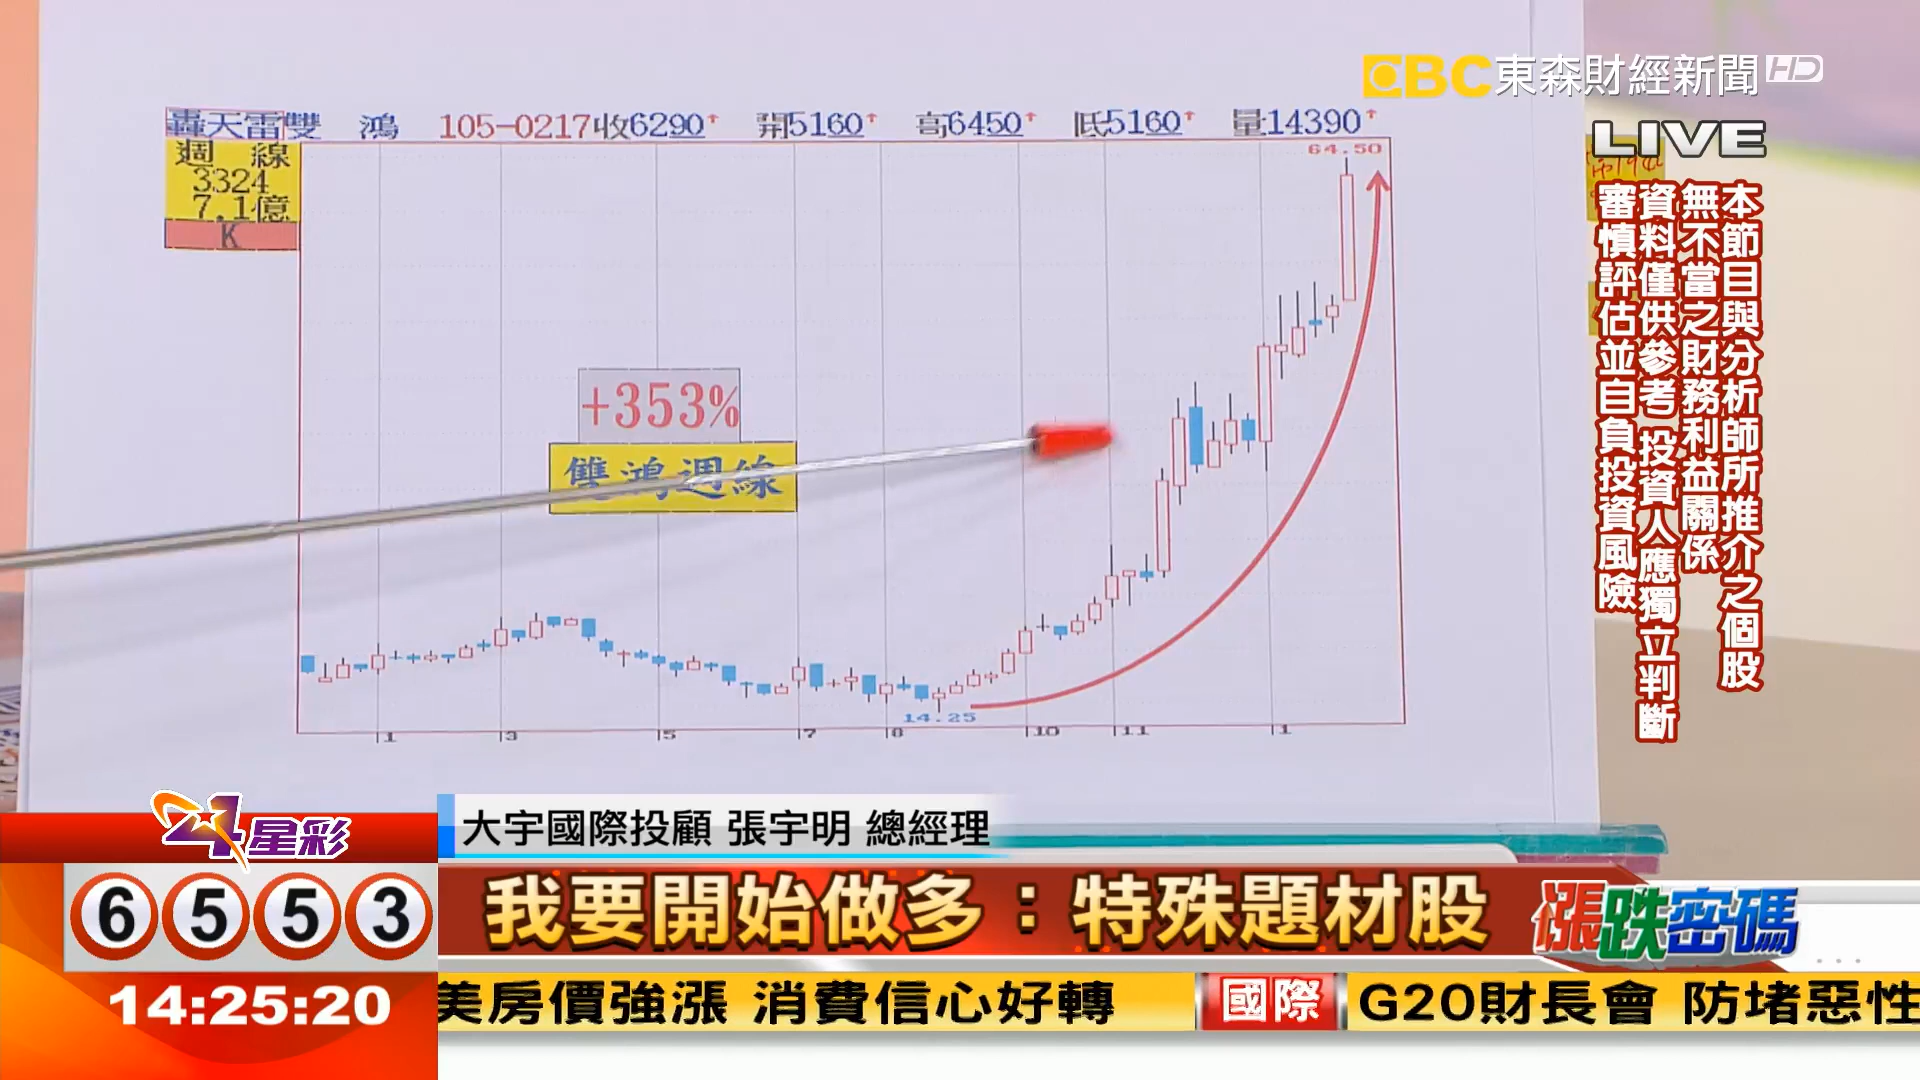 EBC 東森財經新聞 HD
LIVE
本節目與分析師所推介之個股
無不當之財務利益關係
資料僅供參考 投資人應獨立判斷
審慎評估並自負投資風險
轟天雷雙 鴻 105-0217收6290↑ 開5160↑ 高6450↑ 低5160↑ 量14390↑
週 線
3324
7.1億
K
64.50
+353%
雙鴻週線
14.25
1 3 5 7 8 10 11 1
4星彩
6 5 5 3
14:25:20
大宇國際投顧 張宇明 總經理
我要開始做多：特殊題材股
漲跌密碼
美房價強漲 消費信心好轉 國際 G20財長會 防堵惡性